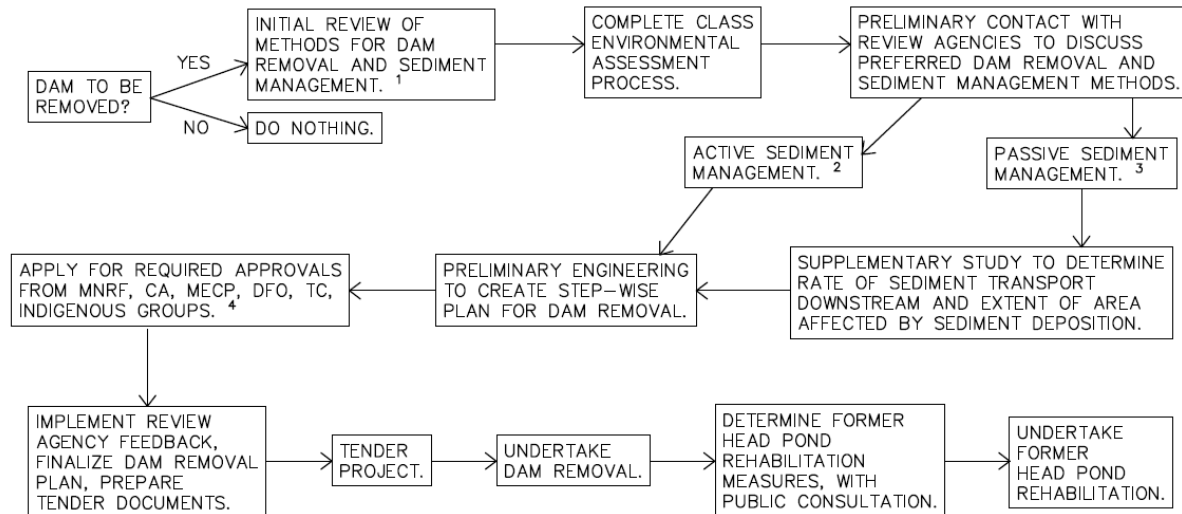 DAM TO BE
REMOVED?
YES
NO
INITIAL REVIEW OF
METHODS FOR DAM
REMOVAL AND SEDIMENT
MANAGEMENT. 1
DO NOTHING.
COMPLETE CLASS
ENVIRONMENTAL
ASSESSMENT
PROCESS.
PRELIMINARY CONTACT WITH
REVIEW AGENCIES TO DISCUSS
PREFERRED DAM REMOVAL AND
SEDIMENT MANAGEMENT METHODS.
ACTIVE SEDIMENT
MANAGEMENT. 2
PASSIVE SEDIMENT
MANAGEMENT. 3
SUPPLEMENTARY STUDY TO DETERMINE
RATE OF SEDIMENT TRANSPORT
DOWNSTREAM AND EXTENT OF AREA
AFFECTED BY SEDIMENT DEPOSITION.
PRELIMINARY ENGINEERING
TO CREATE STEP-WISE
PLAN FOR DAM REMOVAL.
APPLY FOR REQUIRED APPROVALS
FROM MNRF, CA, MECP, DFO, TC,
INDIGENOUS GROUPS. 4
IMPLEMENT REVIEW
AGENCY FEEDBACK,
FINALIZE DAM REMOVAL
PLAN, PREPARE
TENDER DOCUMENTS.
TENDER
PROJECT.
UNDERTAKE
DAM REMOVAL.
DETERMINE FORMER
HEAD POND
REHABILITATION
MEASURES, WITH
PUBLIC CONSULTATION.
UNDERTAKE
FORMER
HEAD POND
REHABILITATION.